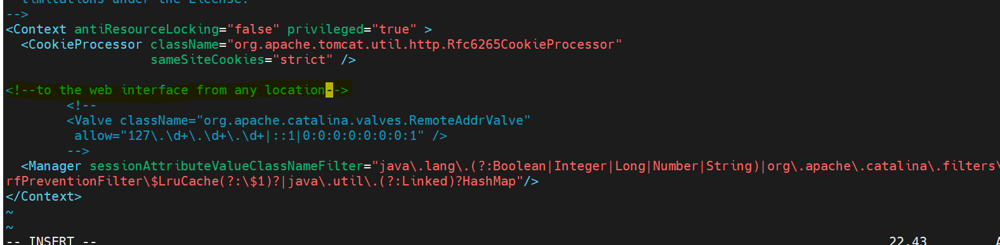 limitations under the License.
-->
<Context antiResourceLocking="false" privileged="true" >
  <CookieProcessor className="org.apache.tomcat.util.http.Rfc6265CookieProcessor"
                   sameSiteCookies="strict" />
<!--to the web interface from any location-->
        <!--
        <Valve className="org.apache.catalina.valves.RemoteAddrValve"
         allow="127\.\d+\.\d+\.\d+|::1|0:0:0:0:0:0:0:1" />
        -->
  <Manager sessionAttributeValueClassNameFilter="java\.lang\.(?:Boolean|Integer|Long|Number|String)|org\.apache\.catalina\.filters\
rfPreventionFilter\$LruCache(?:\$1)?|java\.util\.(?:Linked)?HashMap"/>
</Context>
~
~
-- INSERT -- 22,43 A